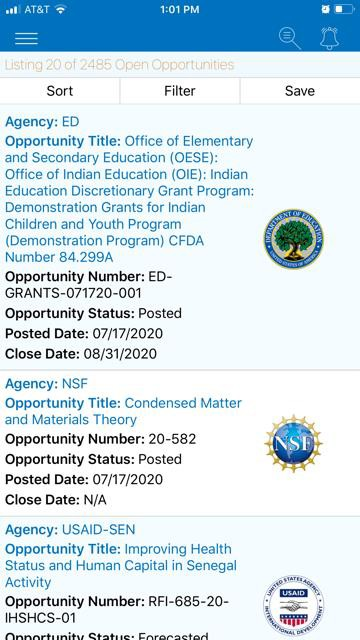 AT&T
1:01 PM
Listing 20 of 2485 Open Opportunities
Sort
Filter
Save
Agency: ED
Opportunity Title: Office of Elementary
and Secondary Education (OESE):
Office of Indian Education (OIE): Indian
Education Discretionary Grant Program:
Demonstration Grants for Indian
Children and Youth Program
(Demonstration Program) CFDA
Number 84.299A
Opportunity Number: ED-
GRANTS-071720-001
Opportunity Status: Posted
Posted Date: 07/17/2020
Close Date: 08/31/2020
DEPARTMENT OF EDUCATION
UNITED STATES OF AMERICA
Agency: NSF
Opportunity Title: Condensed Matter
and Materials Theory
Opportunity Number: 20-582
Opportunity Status: Posted
Posted Date: 07/17/2020
Close Date: N/A
NSF
Agency: USAID-SEN
Opportunity Title: Improving Health
Status and Human Capital in Senegal
Activity
Opportunity Number: RFI-685-20-
IHSHCS-01
Opportunity Status: Forecasted
UNITED STATES AGENCY
USAID
INTERNATIONAL DEVELOPMENT